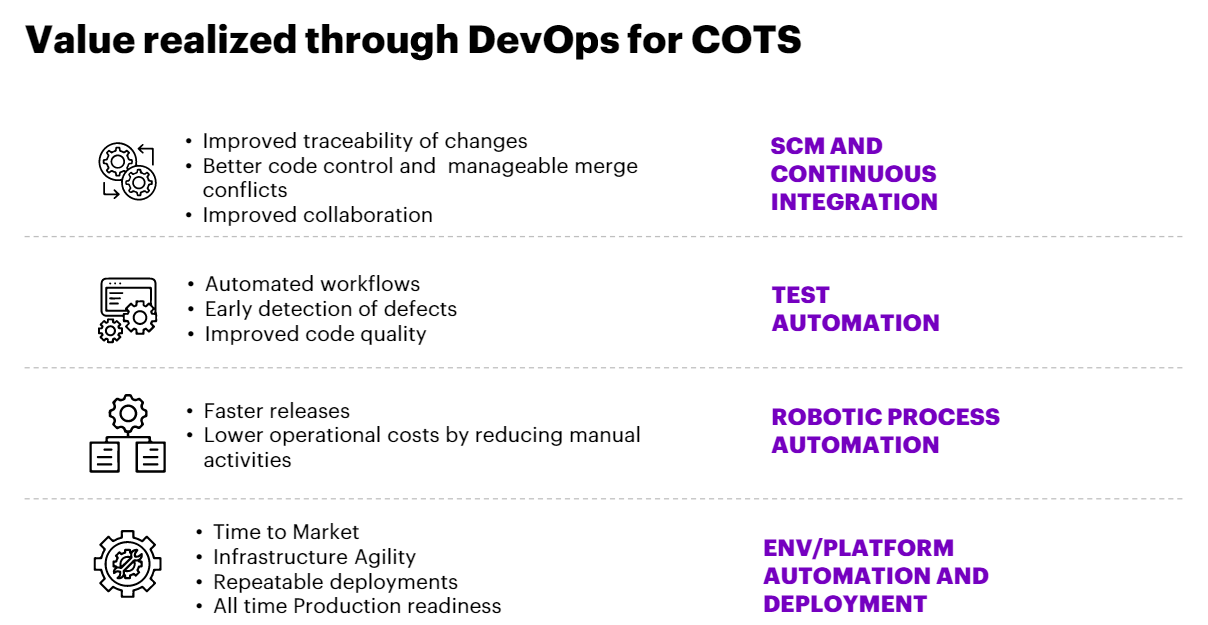 Value realized through DevOps for COTS
• Improved traceability of changes
• Better code control and  manageable merge
conflicts
• Improved collaboration
SCM AND
CONTINUOUS
INTEGRATION
• Automated workflows
• Early detection of defects
• Improved code quality
TEST
AUTOMATION
• Faster releases
• Lower operational costs by reducing manual
activities
ROBOTIC PROCESS
AUTOMATION
• Time to Market
• Infrastructure Agility
• Repeatable deployments
• All time Production readiness
ENV/PLATFORM
AUTOMATION AND
DEPLOYMENT